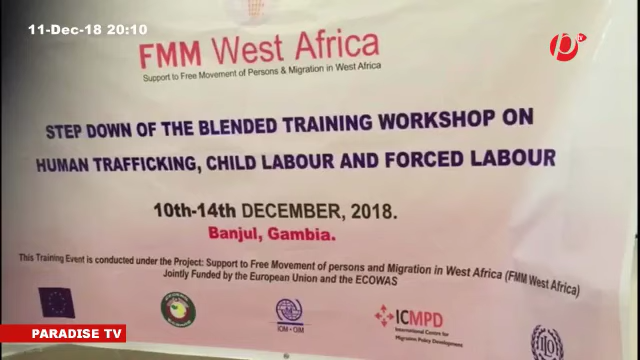 11-Dec-18 20:10
FMM West Africa
Support to Free Movement of Persons & Migration in West Africa
STEP DOWN OF THE BLENDED TRAINING WORKSHOP ON
HUMAN TRAFFICKING, CHILD LABOUR AND FORCED LABOUR
10th-14th DECEMBER, 2018.
Banjul, Gambia.
This Training Event is conducted under the Project: Support to Free Movement of persons and Migration in West Africa (FMM West Africa)
Jointly Funded by the European Union and the ECOWAS
IOM • OIM
ICMPD
International Centre for
Migration Policy Development
PARADISE TV